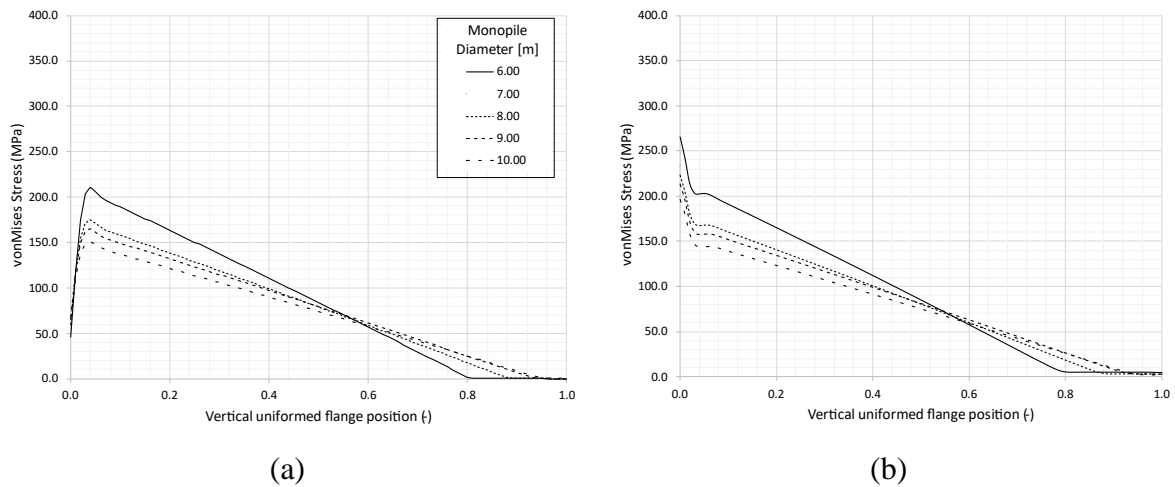 400.0
350.0
300.0
250.0
200.0
150.0
100.0
50.0
0.0
vonMises Stress (MPa)
0.0 0.2 0.4 0.6 0.8 1.0
Vertical uniformed flange position (-)
Monopile
Diameter [m]
6.00
7.00
8.00
9.00
10.00
(a)
400.0
350.0
300.0
250.0
200.0
150.0
100.0
50.0
0.0
vonMises Stress (MPa)
0.0 0.2 0.4 0.6 0.8 1.0
Vertical uniformed flange position (-)
(b)